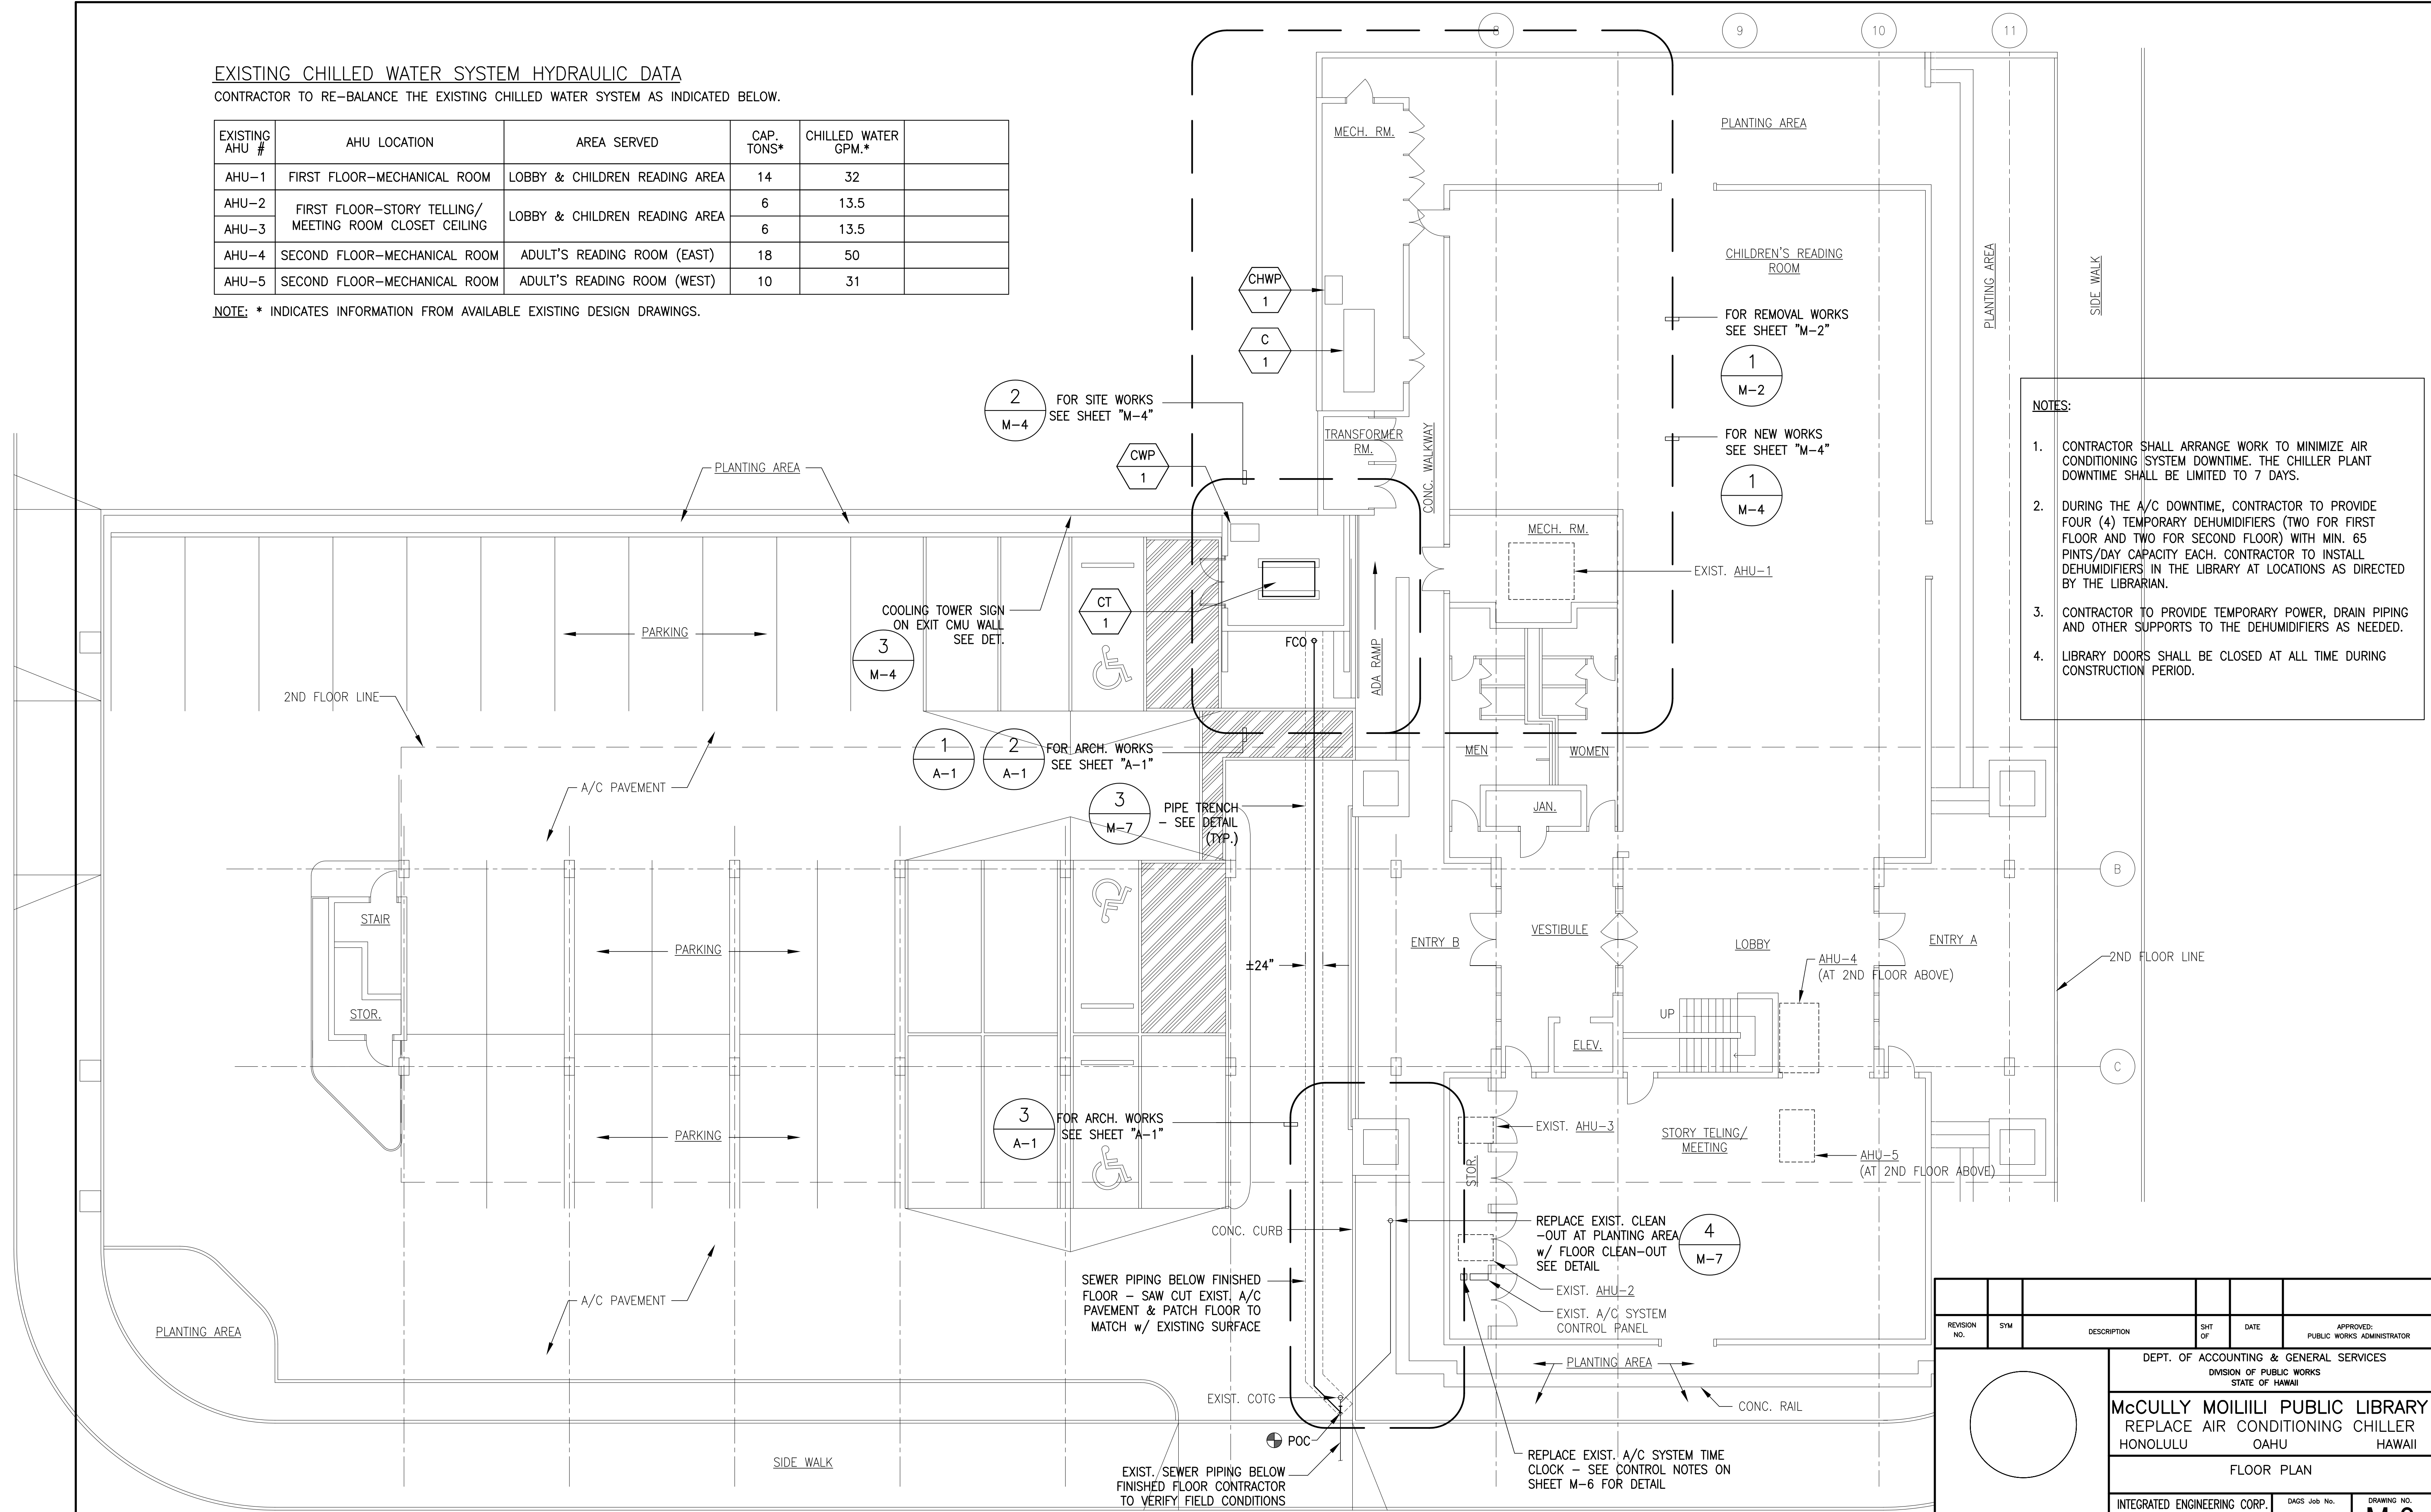 EXISTING CHILLED WATER SYSTEM HYDRAULIC DATA
CONTRACTOR TO RE-BALANCE THE EXISTING CHILLED WATER SYSTEM AS INDICATED BELOW.
EXISTING AHU # AHU LOCATION AREA SERVED CAP. TONS* CHILLED WATER GPM.*
AHU-1 FIRST FLOOR-MECHANICAL ROOM LOBBY & CHILDREN READING AREA 14 32
AHU-2 FIRST FLOOR-STORY TELLING/ LOBBY & CHILDREN READING AREA 6 13.5
AHU-3 MEETING ROOM CLOSET CEILING 6 13.5
AHU-4 SECOND FLOOR-MECHANICAL ROOM ADULT'S READING ROOM (EAST) 18 50
AHU-5 SECOND FLOOR-MECHANICAL ROOM ADULT'S READING ROOM (WEST) 10 31
NOTE: * INDICATES INFORMATION FROM AVAILABLE EXISTING DESIGN DRAWINGS.
8
9
10
11
MECH. RM.
PLANTING AREA
CHILDREN'S READING
ROOM
PLANTING AREA
SIDE WALK
CHWP
1
C
1
FOR REMOVAL WORKS
SEE SHEET "M-2"
1
M-2
2
M-4
FOR SITE WORKS
SEE SHEET "M-4"
CWP
1
TRANSFORMER
RM.
CONC. WALKWAY
FOR NEW WORKS
SEE SHEET "M-4"
1
M-4
NOTES:
1. CONTRACTOR SHALL ARRANGE WORK TO MINIMIZE AIR
CONDITIONING SYSTEM DOWNTIME. THE CHILLER PLANT
DOWNTIME SHALL BE LIMITED TO 7 DAYS.
2. DURING THE A/C DOWNTIME, CONTRACTOR TO PROVIDE
FOUR (4) TEMPORARY DEHUMIDIFIERS (TWO FOR FIRST
FLOOR AND TWO FOR SECOND FLOOR) WITH MIN. 65
PINTS/DAY CAPACITY EACH. CONTRACTOR TO INSTALL
DEHUMIDIFIERS IN THE LIBRARY AT LOCATIONS AS DIRECTED
BY THE LIBRARIAN.
3. CONTRACTOR TO PROVIDE TEMPORARY POWER, DRAIN PIPING
AND OTHER SUPPORTS TO THE DEHUMIDIFIERS AS NEEDED.
4. LIBRARY DOORS SHALL BE CLOSED AT ALL TIME DURING
CONSTRUCTION PERIOD.
PLANTING AREA
MECH. RM.
EXIST. AHU-1
COOLING TOWER SIGN
ON EXIT CMU WALL
SEE DET.
3
M-4
CT
1
PARKING
FCO
ADA RAMP
2ND FLOOR LINE
1
A-1
2
A-1
FOR ARCH. WORKS
SEE SHEET "A-1"
MEN
WOMEN
A/C PAVEMENT
3
M-7
PIPE TRENCH
- SEE DETAIL
(TYP.)
JAN.
B
STAIR
PARKING
±24"
ENTRY B
VESTIBULE
LOBBY
ENTRY A
AHU-4
(AT 2ND FLOOR ABOVE)
2ND FLOOR LINE
STOR.
UP
ELEV.
C
3
A-1
FOR ARCH. WORKS
SEE SHEET "A-1"
PARKING
EXIST. AHU-3
STORY TELING/
MEETING
AHU-5
(AT 2ND FLOOR ABOVE)
STOR.
CONC. CURB
REPLACE EXIST. CLEAN
-OUT AT PLANTING AREA
w/ FLOOR CLEAN-OUT
SEE DETAIL
4
M-7
SEWER PIPING BELOW FINISHED
FLOOR - SAW CUT EXIST. A/C
PAVEMENT & PATCH FLOOR TO
MATCH w/ EXISTING SURFACE
EXIST. AHU-2
EXIST. A/C SYSTEM
CONTROL PANEL
A/C PAVEMENT
PLANTING AREA
PLANTING AREA
EXIST. COTG
CONC. RAIL
POC
SIDE WALK
EXIST. SEWER PIPING BELOW
FINISHED FLOOR CONTRACTOR
TO VERIFY FIELD CONDITIONS
REPLACE EXIST. A/C SYSTEM TIME
CLOCK - SEE CONTROL NOTES ON
SHEET M-6 FOR DETAIL
REVISION NO. SYM DESCRIPTION SHT OF DATE APPROVED: PUBLIC WORKS ADMINISTRATOR
DEPT. OF ACCOUNTING & GENERAL SERVICES
DIVISION OF PUBLIC WORKS
STATE OF HAWAII
McCULLY MOILIILI PUBLIC LIBRARY
REPLACE AIR CONDITIONING CHILLER
HONOLULU OAHU HAWAII
FLOOR PLAN
INTEGRATED ENGINEERING CORP. DAGS Job No. DRAWING NO.